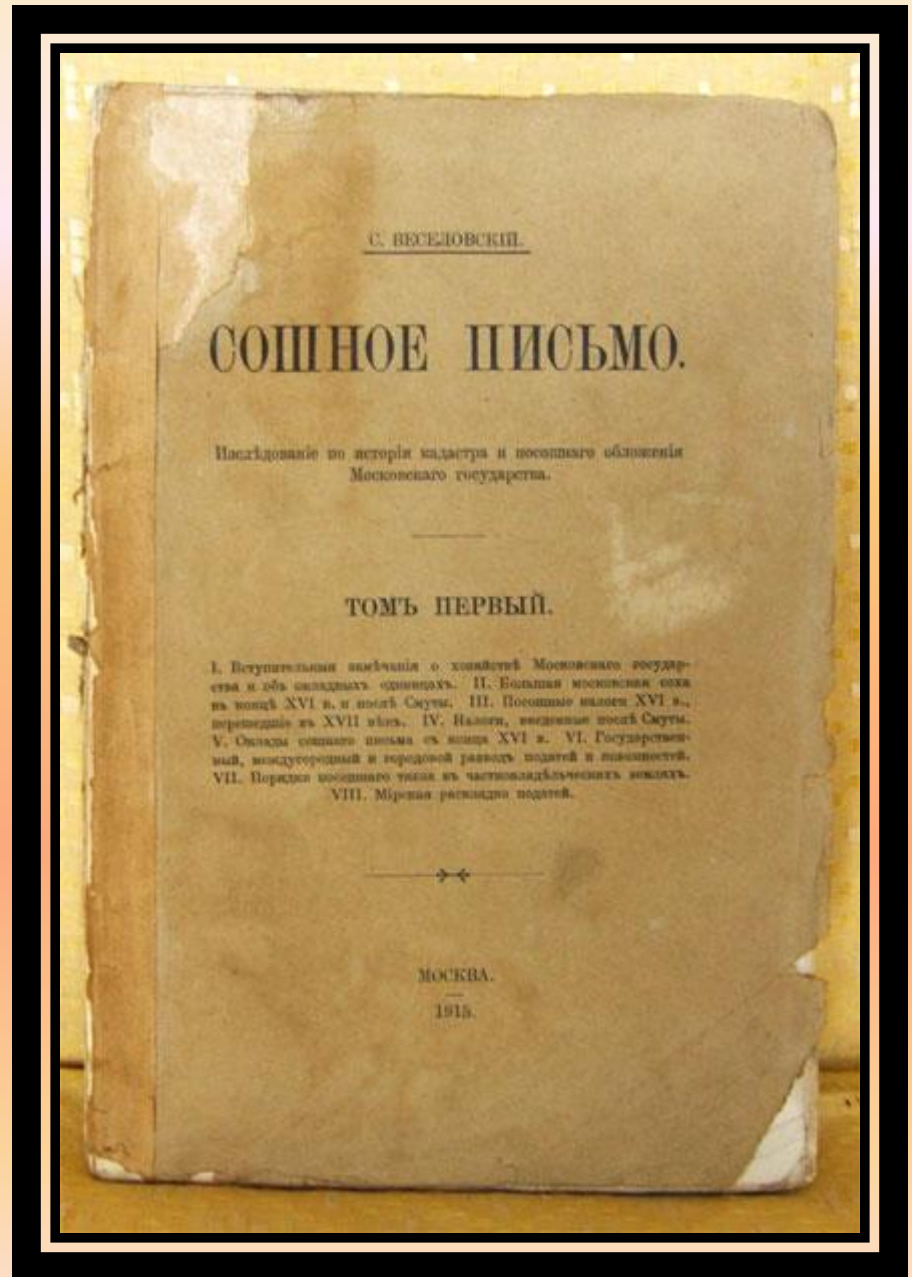 С. ВЕСЕЛОВСКІЙ.
СОШНОЕ ПИСЬМО.
Изслѣдованіе по исторіи кадастра и посошнаго обложенія
Московскаго государства.
ТОМЪ ПЕРВЫЙ.
I. Вступительныя замѣчанія о хозяйствѣ Московскаго государ-
ства и объ окладныхъ единицахъ. II. Большая московская соха
въ концѣ XVI в. и послѣ Смуты. III. Посошные налоги XVI в.,
перешедшіе въ XVII вѣкъ. IV. Налоги, введенные послѣ Смуты.
V. Оклады сошнаго письма съ конца XVI в. VI. Государствен-
ный, междугородный и городовой разводъ податей и повинностей.
VII. Порядки посошнаго тягла въ частновладѣльческихъ земляхъ.
VIII. Мірская раскладка податей.
МОСКВА.
1915.